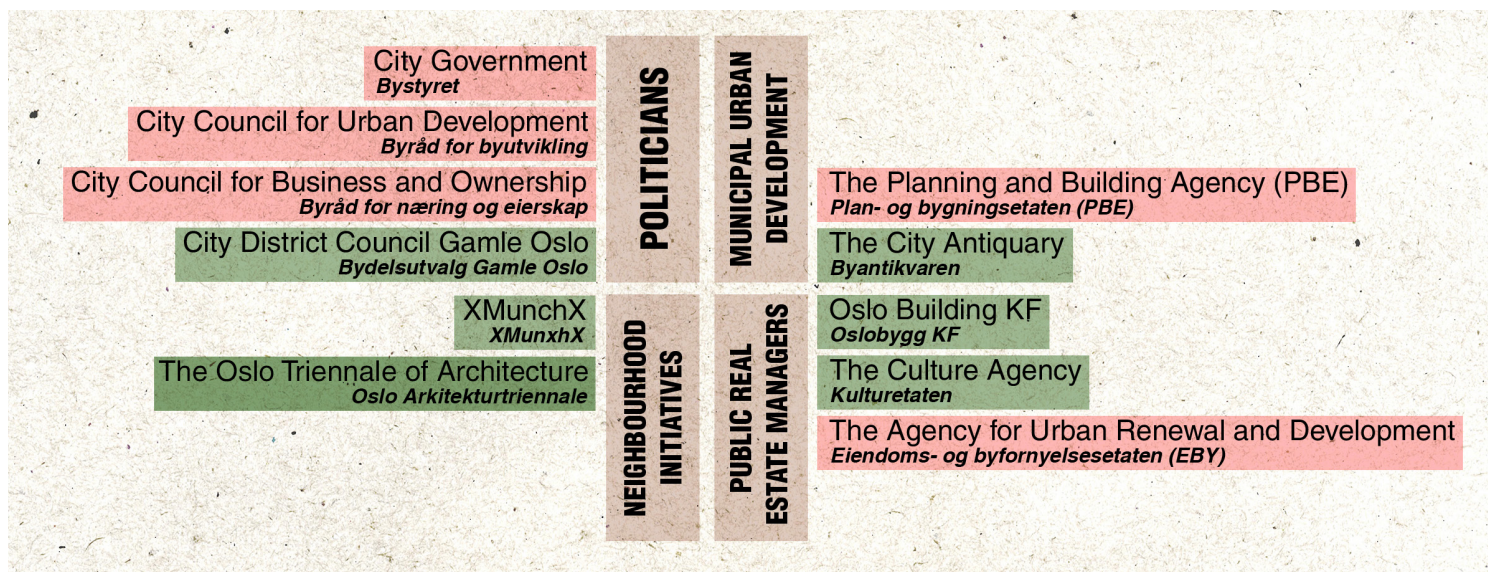 City Government
Bystyret
City Council for Urban Development
Byråd for byutvikling
City Council for Business and Ownership
Byråd for næring og eierskap
City District Council Gamle Oslo
Bydelsutvalg Gamle Oslo
POLITICIANS
MUNICIPAL URBAN
DEVELOPMENT
The Planning and Building Agency (PBE)
Plan- og bygningsetaten (PBE)
The City Antiquary
Byantikvaren
XMunchX
XMunxhX
The Oslo Triennale of Architecture
Oslo Arkitekturtriennale
NEIGHBOURHOOD
INITIATIVES
PUBLIC REAL
ESTATE MANAGERS
Oslo Building KF
Oslobygg KF
The Culture Agency
Kulturetaten
The Agency for Urban Renewal and Development
Eiendoms- og byfornyelsesetaten (EBY)